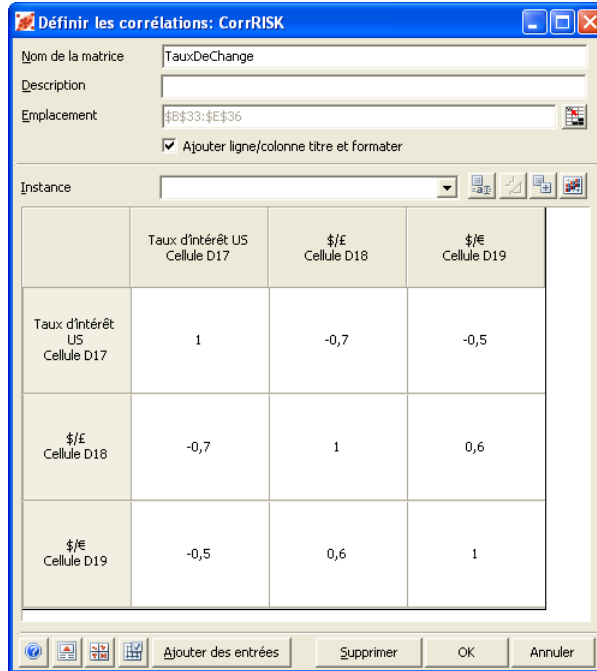 Définir les corrélations: CorrRISK
Nom de la matrice TauxDeChange
Description
Emplacement $B$33:$E$36
Ajouter ligne/colonne titre et formater
Instance
Taux d'intérêt US $/£ $/€
Cellule D17 Cellule D18 Cellule D19
Taux d'intérêt
US
Cellule D17
1 -0,7 -0,5
$/£
Cellule D18
-0,7 1 0,6
$/€
Cellule D19
-0,5 0,6 1
Ajouter des entrées Supprimer OK Annuler